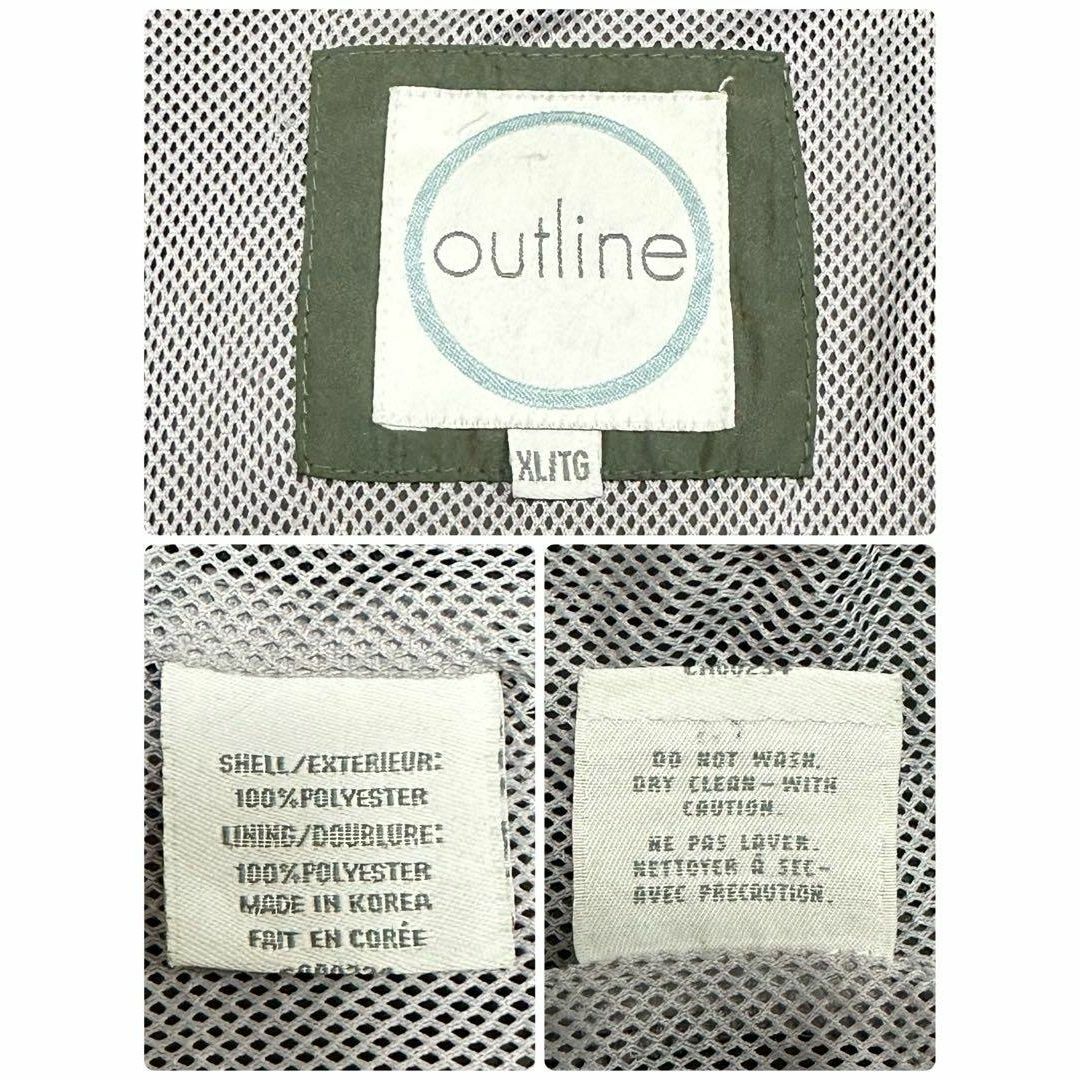 outline
XL/TG
SHELL/EXTERIEUR:
100%POLYESTER
LINING/DOUBLURE:
100%POLYESTER
MADE IN KOREA
FAIT EN CORÉE
DO NOT WASH.
DRY CLEAN-WITH
CAUTION.
NE PAS LAVER.
NETTOYER À SEC-
AVEC PRECAUTION.